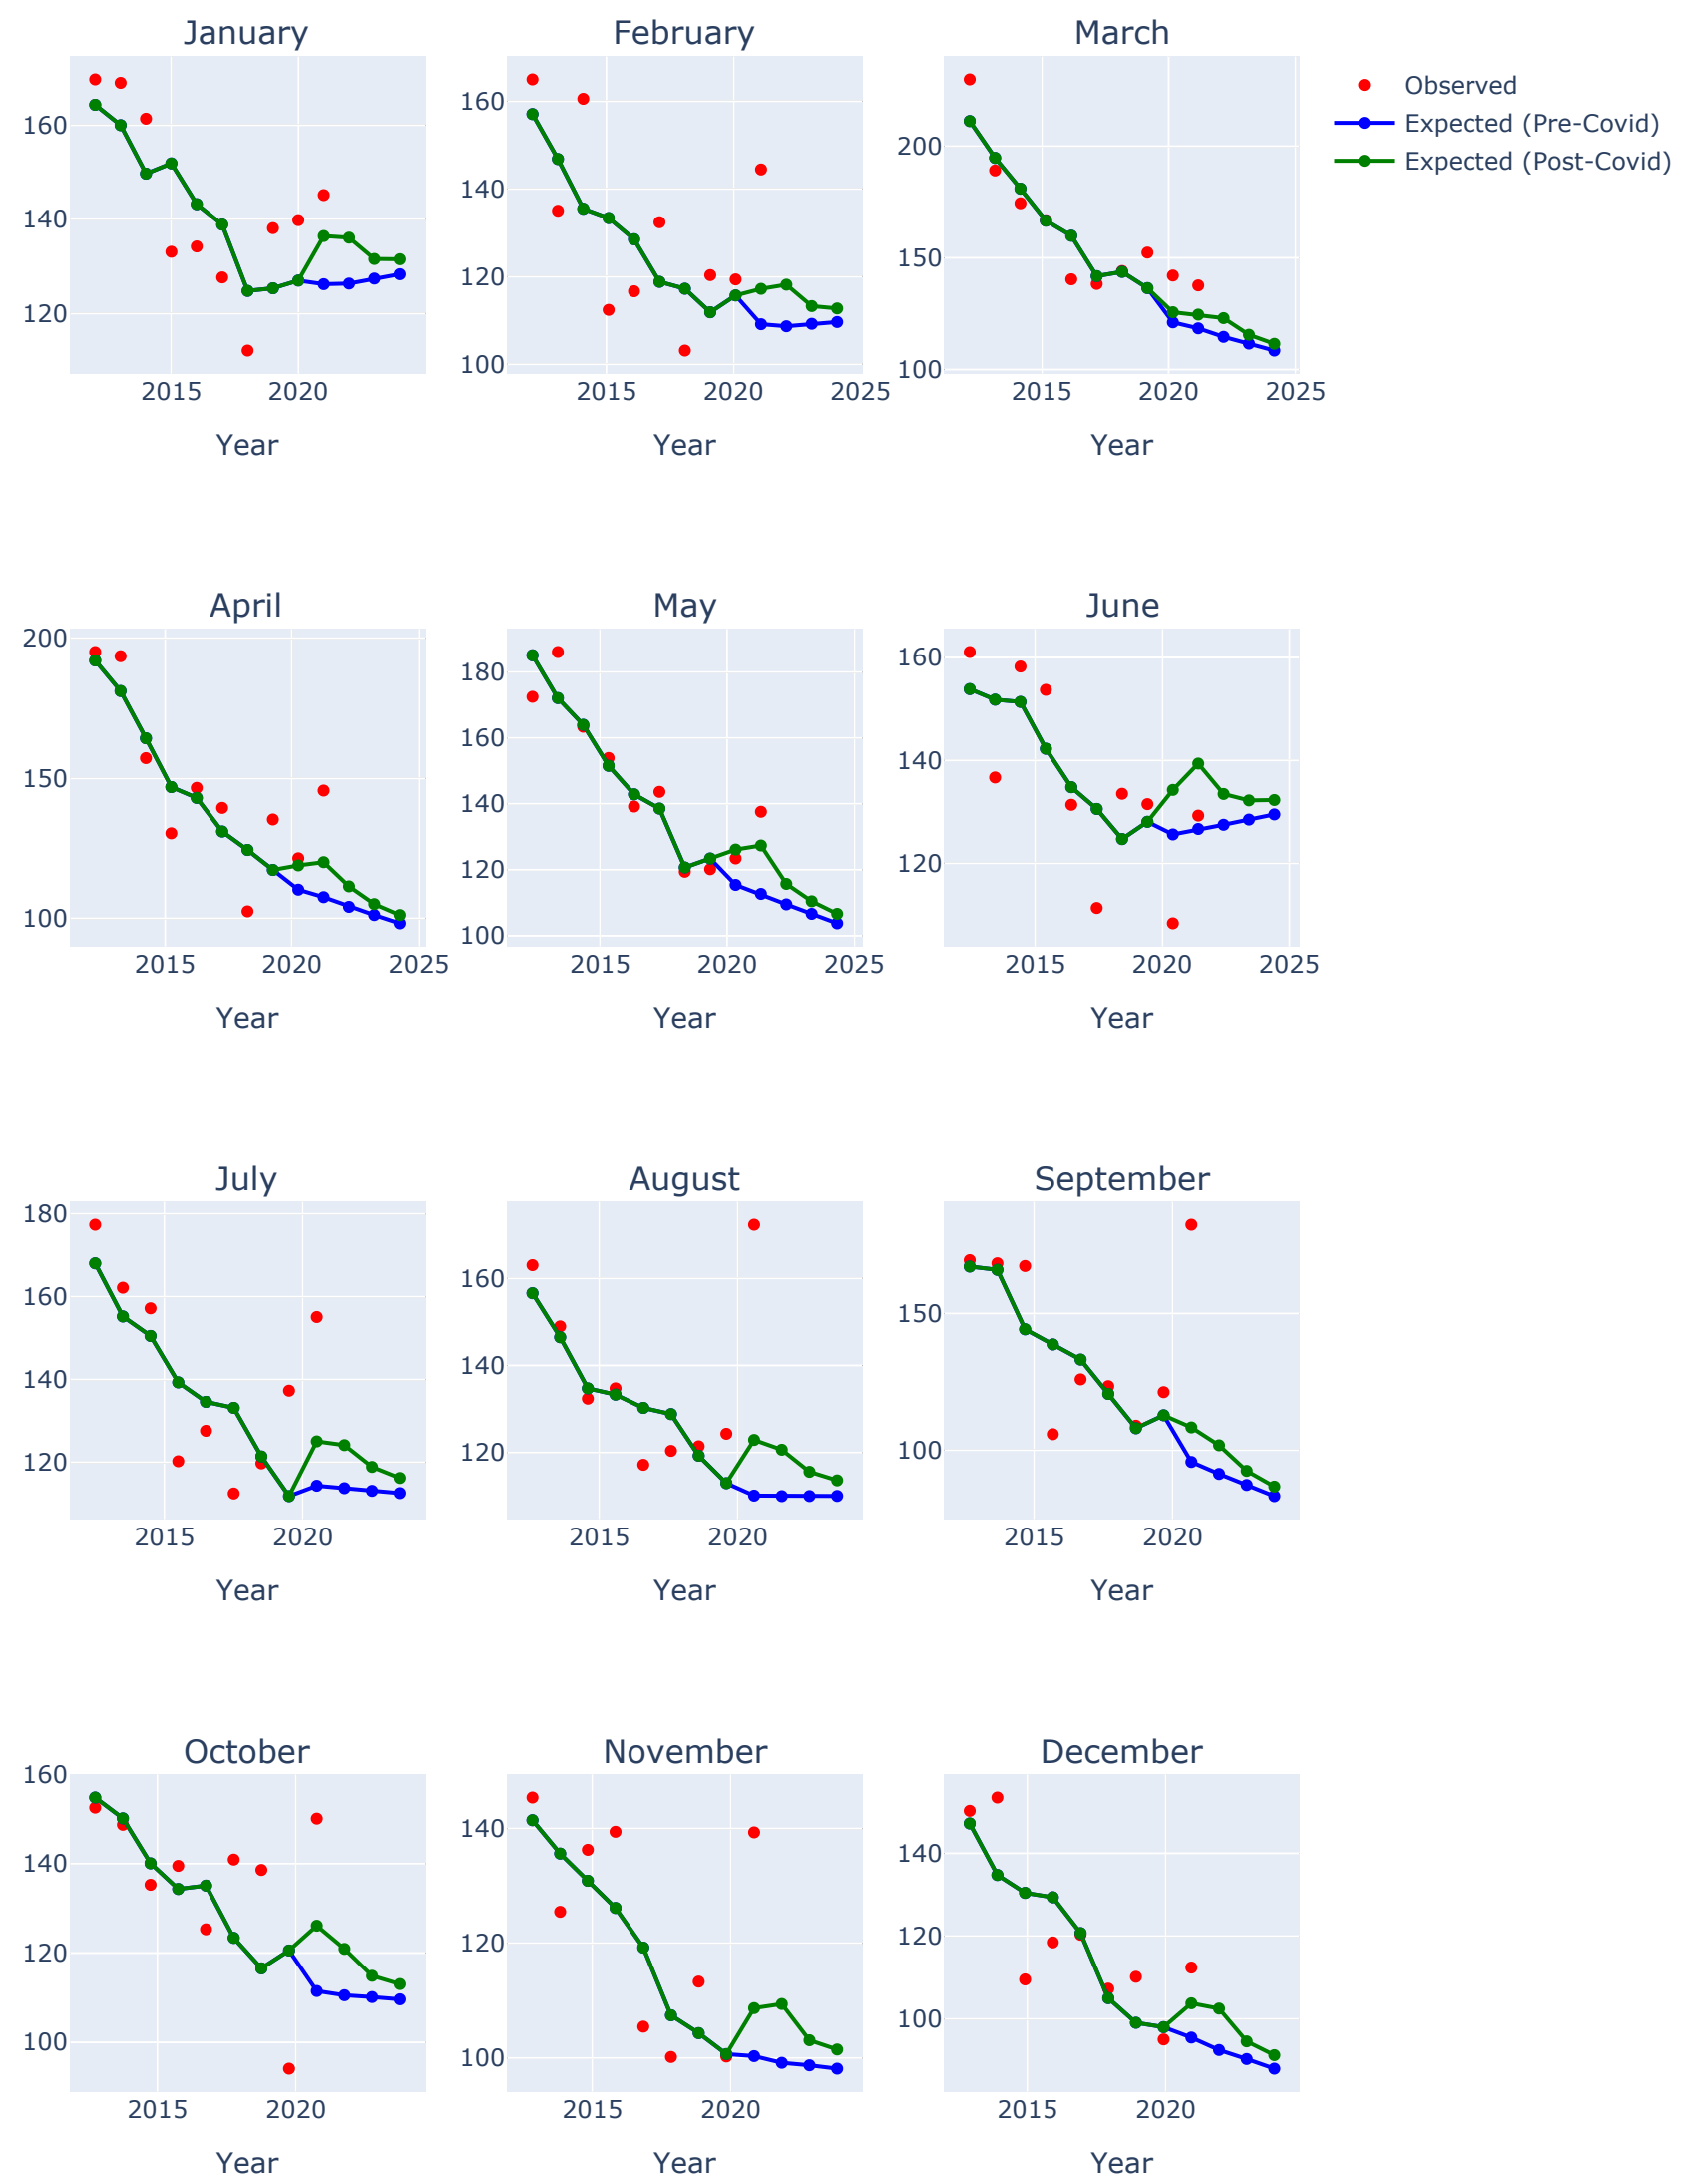 January
February
March
Observed
Expected (Pre-Covid)
Expected (Post-Covid)
160
140
120
2015
2020
Year
160
140
120
100
2015
2020
2025
Year
200
150
100
2015
2020
2025
Year
April
May
June
200
150
100
2015
2020
2025
Year
180
160
140
120
100
2015
2020
2025
Year
160
140
120
2015
2020
2025
Year
July
August
September
180
160
140
120
2015
2020
Year
160
140
120
2015
2020
Year
150
100
2015
2020
Year
October
November
December
160
140
120
100
2015
2020
Year
140
120
100
2015
2020
Year
140
120
100
2015
2020
Year